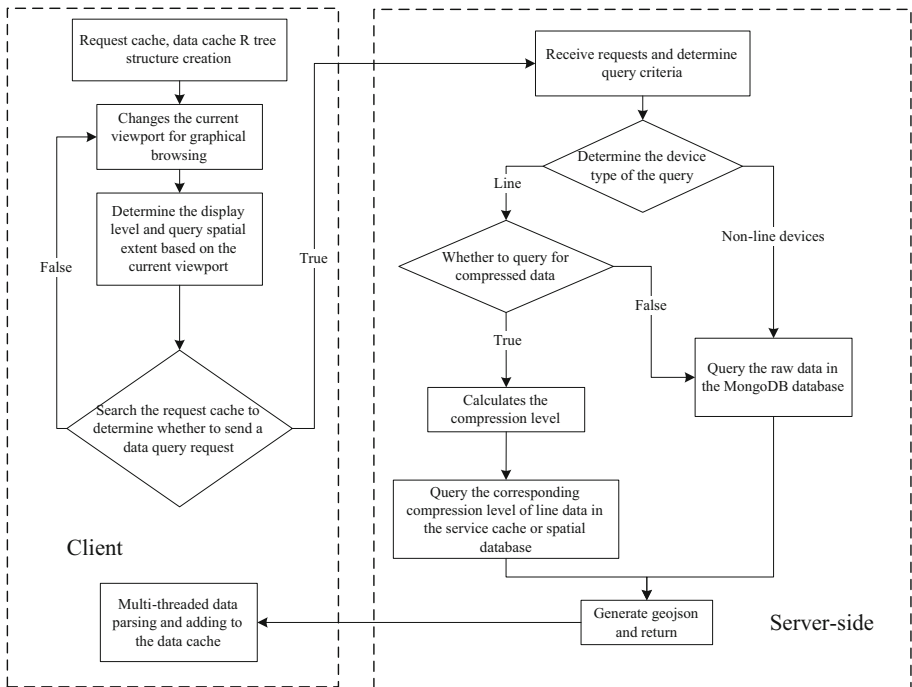 Request cache, data cache R tree
structure creation
Changes the current
viewport for graphical
browsing
Determine the display
level and query spatial
extent based on the
current viewport
False
True
Search the request cache to
determine whether to send a
data query request
Client
Multi-threaded data
parsing and adding to
the data cache
Receive requests and determine
query criteria
Determine the device
type of the query
Line
Non-line devices
Whether to query for
compressed data
False
True
Query the raw data in
the MongoDB database
Calculates the
compression level
Query the corresponding
compression level of line data in
the service cache or spatial
database
Generate geojson
and return
Server-side